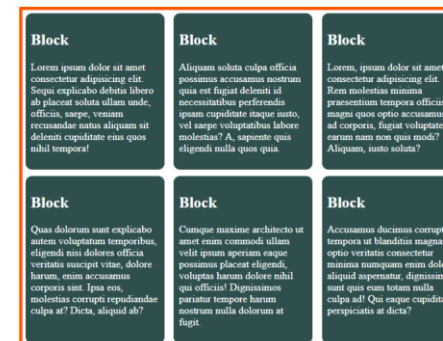 Block
Lorem ipsum dolor sit amet
consectetur adipisicing elit.
Sequi explicabo debitis libero
ab placeat soluta ullam unde,
officiis, saepe, veniam
recusandae natus aliquam sit
deleniti cupiditate eius quos
nihil tempora!
Block
Aliquam soluta culpa officia
possimus accusamus nostrum
quia est fugiat deleniti id
necessitatibus perferendis
ipsam cupiditate itaque iusto,
vel saepe voluptatibus labore
molestias? A, sapiente quis
eligendi nulla quos quia.
Block
Lorem, ipsum dolor sit amet
consectetur adipisicing elit.
Rem molestias minima
praesentium tempora officiis
magni quos optio accusamus
ad corporis, fugiat voluptate
earum nam non quis modi?
Aliquam, iusto soluta?
Block
Quas dolorum sunt explicabo
autem voluptatum temporibus,
eligendi nisi dolores officia
veritatis suscipit vitae, dolore
harum, enim accusamus
corporis sint. Ipsa eos,
molestias corrupti repudiandae
culpa at? Dicta, aliquid ab?
Block
Cumque maxime architecto ut
amet enim commodi ullam
velit ipsum aperiam eaque
possimus placeat eligendi,
voluptas harum dolore nihil
qui officiis! Dignissimos
pariatur tempore harum
nostrum nulla dolorum at
fugit.
Block
Accusamus ducimus corrupt
tempora ut blanditiis magnam
optio veritatis consectetur
minima numquam enim dole
aliquid aspernatur, dignissim
sunt quis eum totam nulla
culpa ad! Qui eaque cupidita
perspiciatis at dicta?